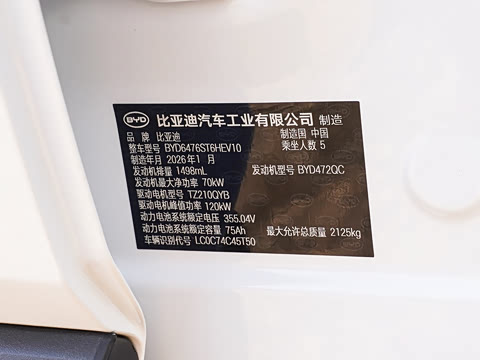 BYD 比亚迪汽车工业有限公司 制造
品 牌 比亚迪 制造国 中国
整车型号 BYD6476ST6HEV10 乘坐人数 5
制造年月 2026年1月
发动机排量 1498mL 发动机型号 BYD472QC
发动机最大净功率 70kW
驱动电机型号 TZ210QYB
驱动电机峰值功率 120kW
动力电池系统额定电压 355.04V
动力电池系统额定容量 75Ah 最大允许总质量 2125kg
车辆识别代号 LC0C74C45T50